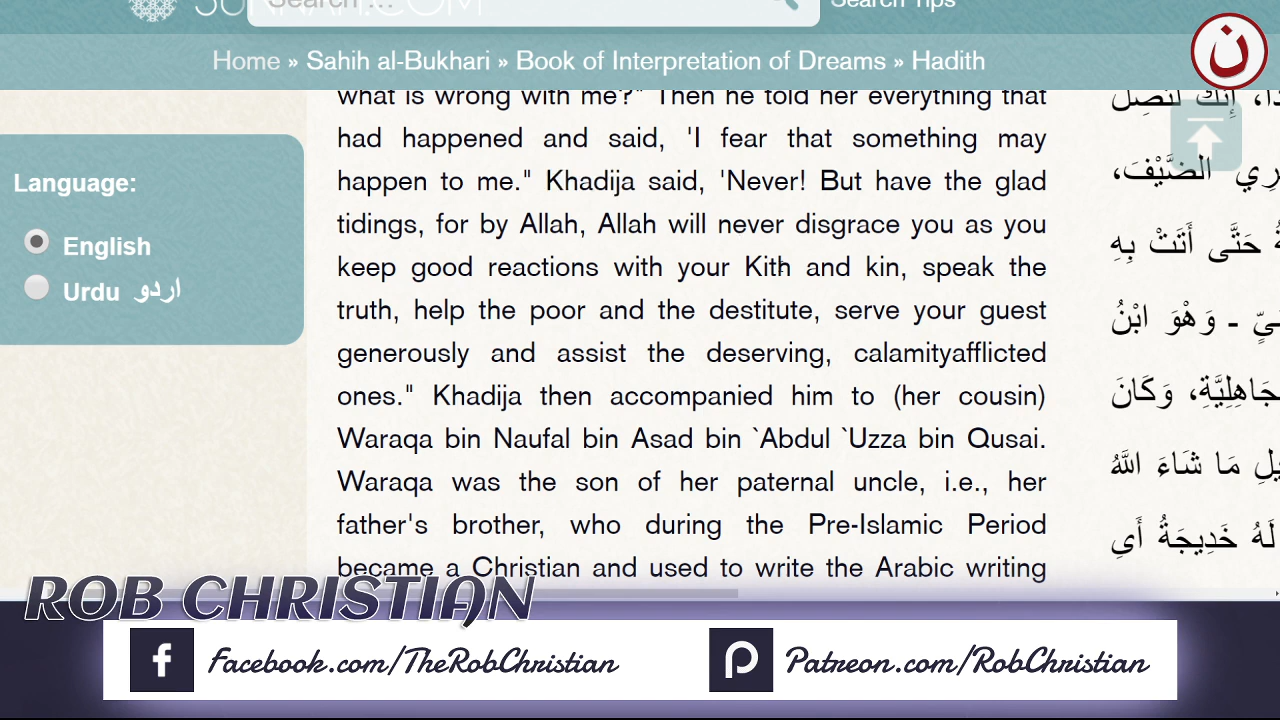 SUNNAH.COM
Search …
Search Tips
ن
Home » Sahih al-Bukhari » Book of Interpretation of Dreams » Hadith
what is wrong with me?" Then he told her everything that
had happened and said, 'I fear that something may
happen to me." Khadija said, 'Never! But have the glad
tidings, for by Allah, Allah will never disgrace you as you
keep good reactions with your Kith and kin, speak the
truth, help the poor and the destitute, serve your guest
generously and assist the deserving, calamityafflicted
ones." Khadija then accompanied him to (her cousin)
Waraqa bin Naufal bin Asad bin `Abdul `Uzza bin Qusai.
Waraqa was the son of her paternal uncle, i.e., her
father's brother, who during the Pre-Islamic Period
became a Christian and used to write the Arabic writing
Language:
English
Urdu اردو
إِنَّكَ لَتَصِلُ
الضَّيْفَ،
حَتَّى أَتَتْ بِهِ
ـ وَهْوَ ابْنُ
وَكَانَ
مَا شَاءَ اللَّهُ
لَهُ خَدِيجَةُ أَىِ
ROB CHRISTIAN
Facebook.com/TheRobChristian
Patreon.com/RobChristian